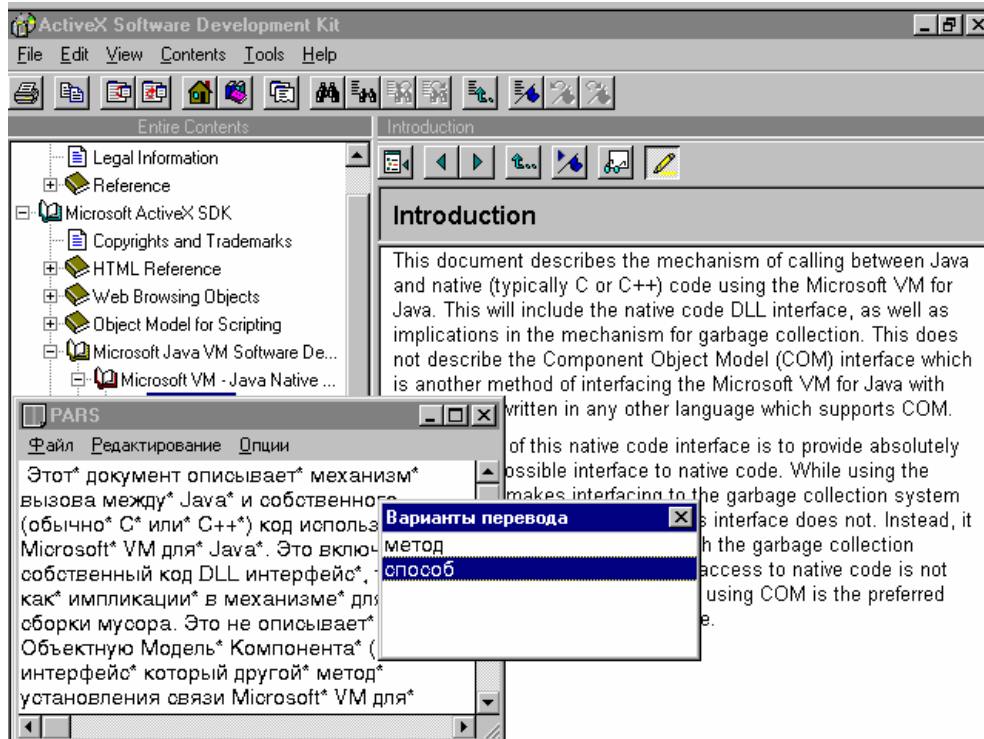 ActiveX Software Development Kit
File Edit View Contents Tools Help
Entire Contents
Legal Information
Reference
Microsoft ActiveX SDK
Copyrights and Trademarks
HTML Reference
Web Browsing Objects
Object Model for Scripting
Microsoft Java VM Software De...
Microsoft VM - Java Native ...
Introduction
Introduction
This document describes the mechanism of calling between Java
and native (typically C or C++) code using the Microsoft VM for
Java. This will include the native code DLL interface, as well as
implications in the mechanism for garbage collection. This does
not describe the Component Object Model (COM) interface which
is another method of interfacing the Microsoft VM for Java with
written in any other language which supports COM.
of this native code interface is to provide absolutely
ossible interface to native code. While using the
makes interfacing to the garbage collection system
s interface does not. Instead, it
h the garbage collection
access to native code is not
using COM is the preferred
e.
PARS
Файл Редактирование Опции
Этот* документ описывает* механизм*
вызова между* Java* и собственного
(обычно* C* или* C++*) код использ
Microsoft* VM для* Java*. Это включ
собственный код DLL интерфейс*,
как* импликации* в механизме* для
сборки мусора. Это не описывает*
Объектную Модель* Компонента* (
интерфейс* который другой* метод*
установления связи Microsoft* VM для*
Варианты перевода
метод
способ